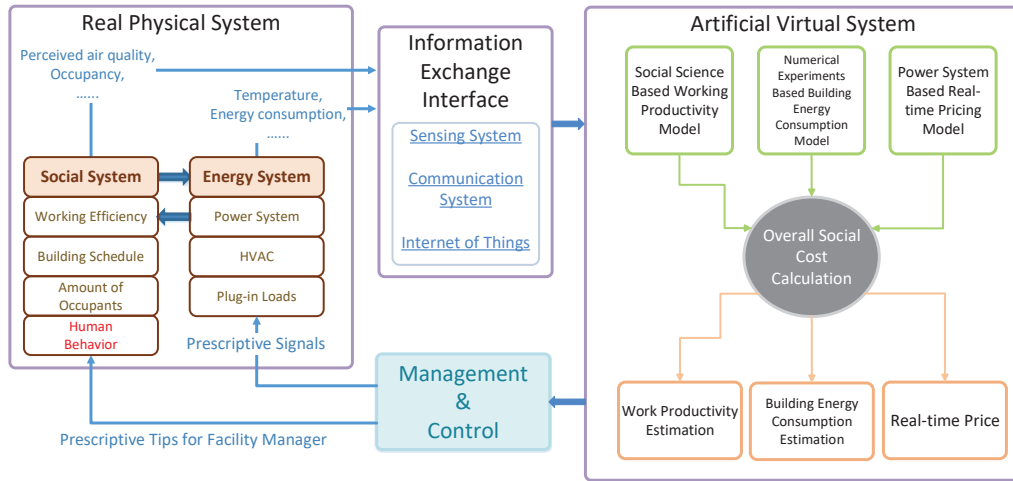 Real Physical System
Perceived air quality,
Occupancy,
…...
Temperature,
Energy consumption,
…...
Social System
Energy System
Working Efficiency
Power System
Building Schedule
HVAC
Amount of
Occupants
Plug-in Loads
Human
Behavior
Prescriptive Signals
Prescriptive Tips for Facility Manager
Information
Exchange
Interface
Sensing System
Communication
System
Internet of Things
Management
&
Control
Artificial Virtual System
Social Science
Based Working
Productivity
Model
Numerical
Experiments
Based Building
Energy
Consumption
Model
Power System
Based Real-
time Pricing
Model
Overall Social
Cost
Calculation
Work Productivity
Estimation
Building Energy
Consumption
Estimation
Real-time Price